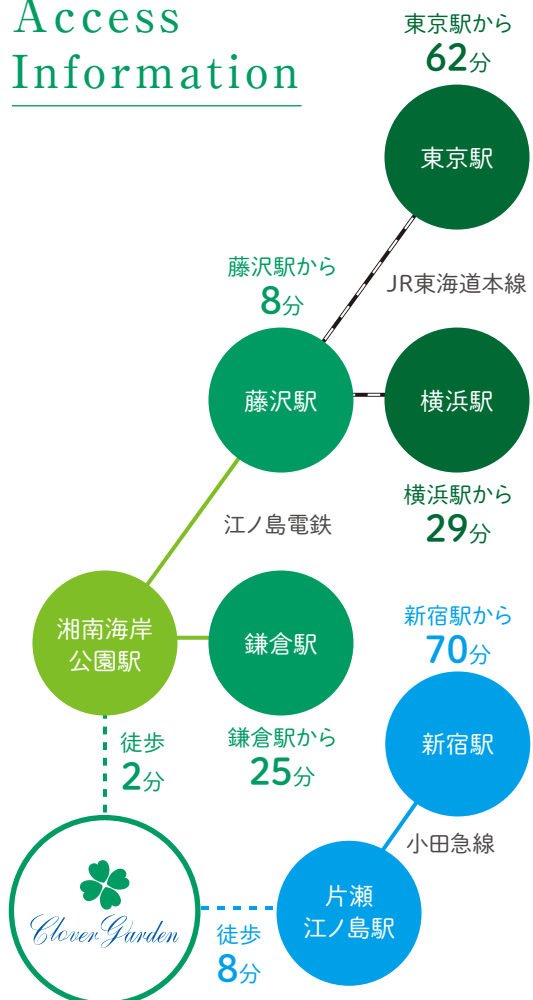 Access
Information
東京駅から
62分
東京駅
JR東海道本線
藤沢駅から
8分
藤沢駅
横浜駅
横浜駅から
29分
江ノ島電鉄
湘南海岸
公園駅
鎌倉駅
鎌倉駅から
25分
新宿駅から
70分
新宿駅
徒歩
2分
小田急線
Clover Garden
片瀬
江ノ島駅
徒歩
8分